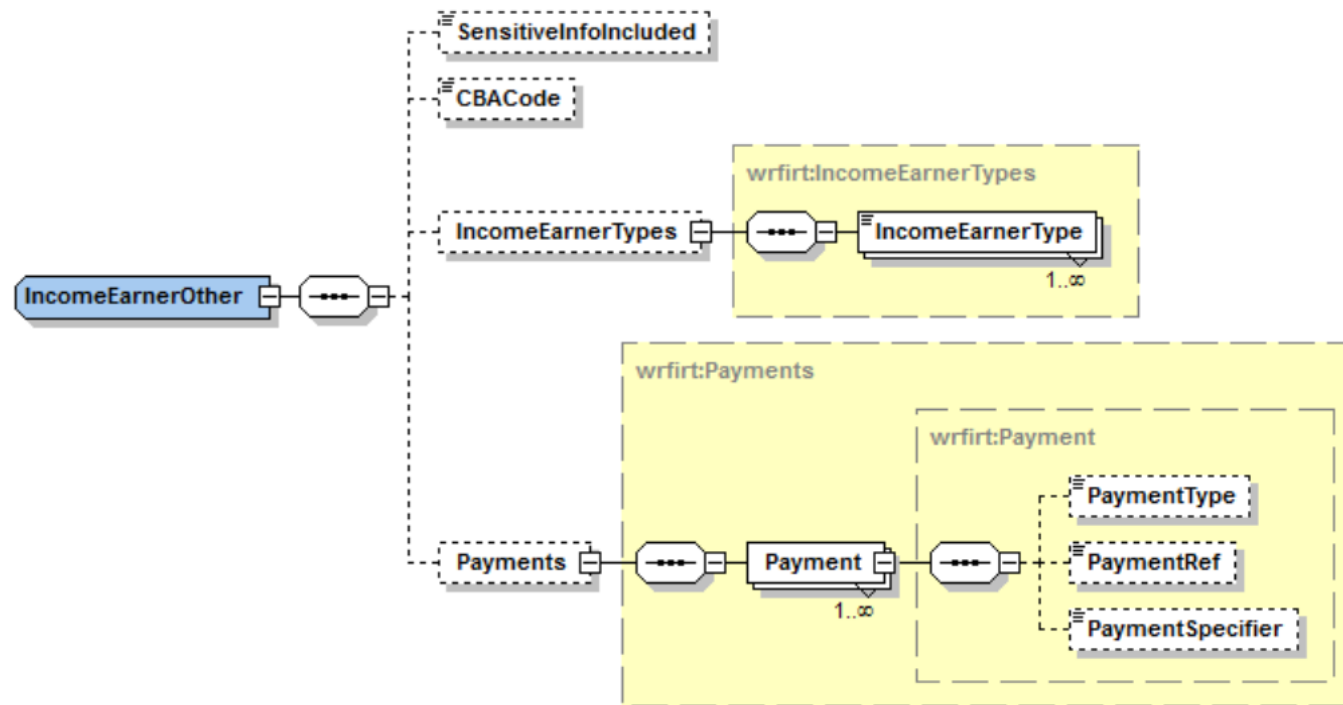 SensitiveInfoIncluded
CBACode
wrfirt:IncomeEarnerTypes
IncomeEarnerTypes
IncomeEarnerType
1..∞
IncomeEarnerOther
wrfirt:Payments
wrfirt:Payment
PaymentType
Payments
Payment
1..∞
PaymentRef
PaymentSpecifier